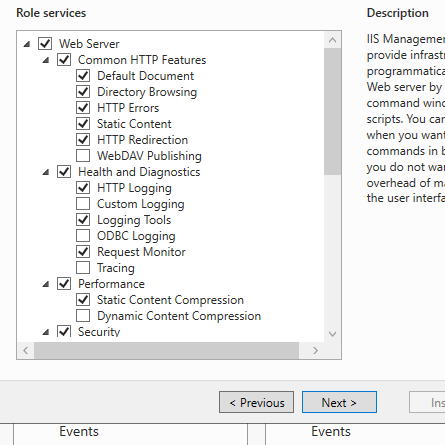 Role services
Web Server
Common HTTP Features
Default Document
Directory Browsing
HTTP Errors
Static Content
HTTP Redirection
WebDAV Publishing
Health and Diagnostics
HTTP Logging
Custom Logging
Logging Tools
ODBC Logging
Request Monitor
Tracing
Performance
Static Content Compression
Dynamic Content Compression
Security
Description
IIS Managemen
provide infrast
programmatica
Web server by
command wind
scripts. You can
when you want
commands in b
you do not wa
overhead of ma
the user interfa
< Previous
Next >
Ins
Events
Events